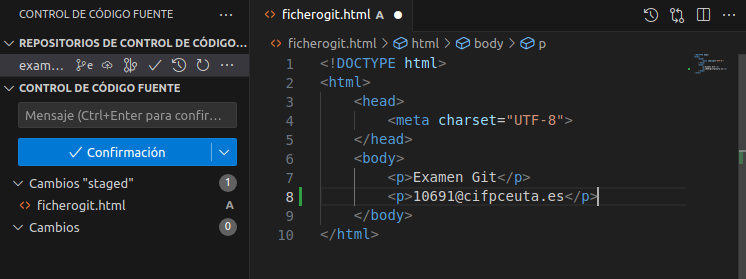 CONTROL DE CÓDIGO FUENTE
REPOSITORIOS DE CONTROL DE CÓDIGO...
exam... e
CONTROL DE CÓDIGO FUENTE
Mensaje (Ctrl+Enter para confir...
Confirmación
Cambios "staged" 1
ficherogit.html A
Cambios 0
ficherogit.html A
ficherogit.html > html > body > p
1 <!DOCTYPE html>
2 <html>
3 <head>
4 <meta charset="UTF-8">
5 </head>
6 <body>
7 <p>Examen Git</p>
8 <p>10691@cifpceuta.es</p>
9 </body>
10 </html>